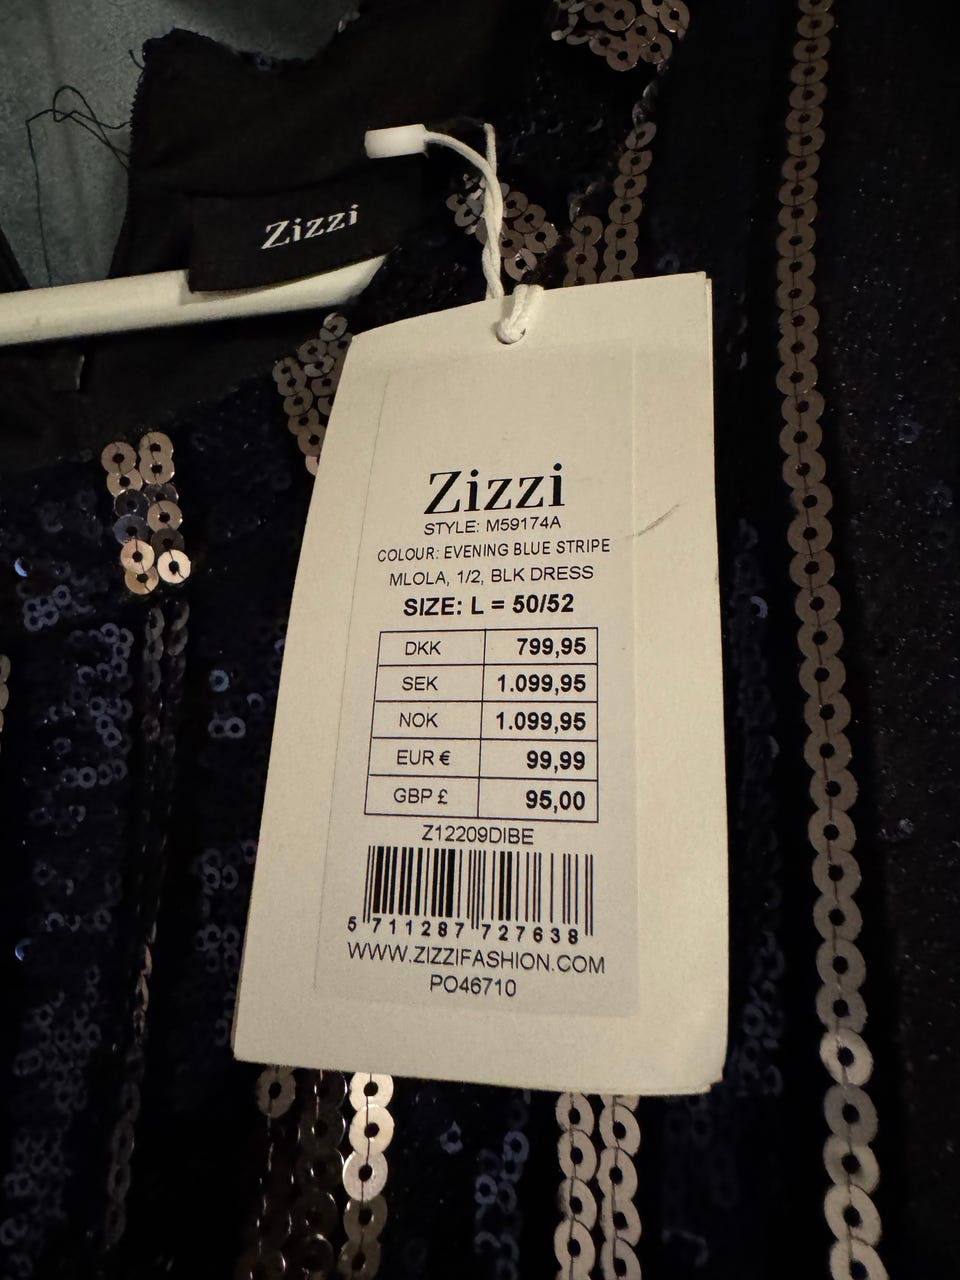 Zizzi
Zizzi
STYLE: M59174A
COLOUR: EVENING BLUE STRIPE
MLOLA, 1/2, BLK DRESS
SIZE: L = 50/52
DKK 799,95
SEK 1.099,95
NOK 1.099,95
EUR € 99,99
GBP £ 95,00
Z12209DIBE
5 711287 727638
WWW.ZIZZIFASHION.COM
PO46710